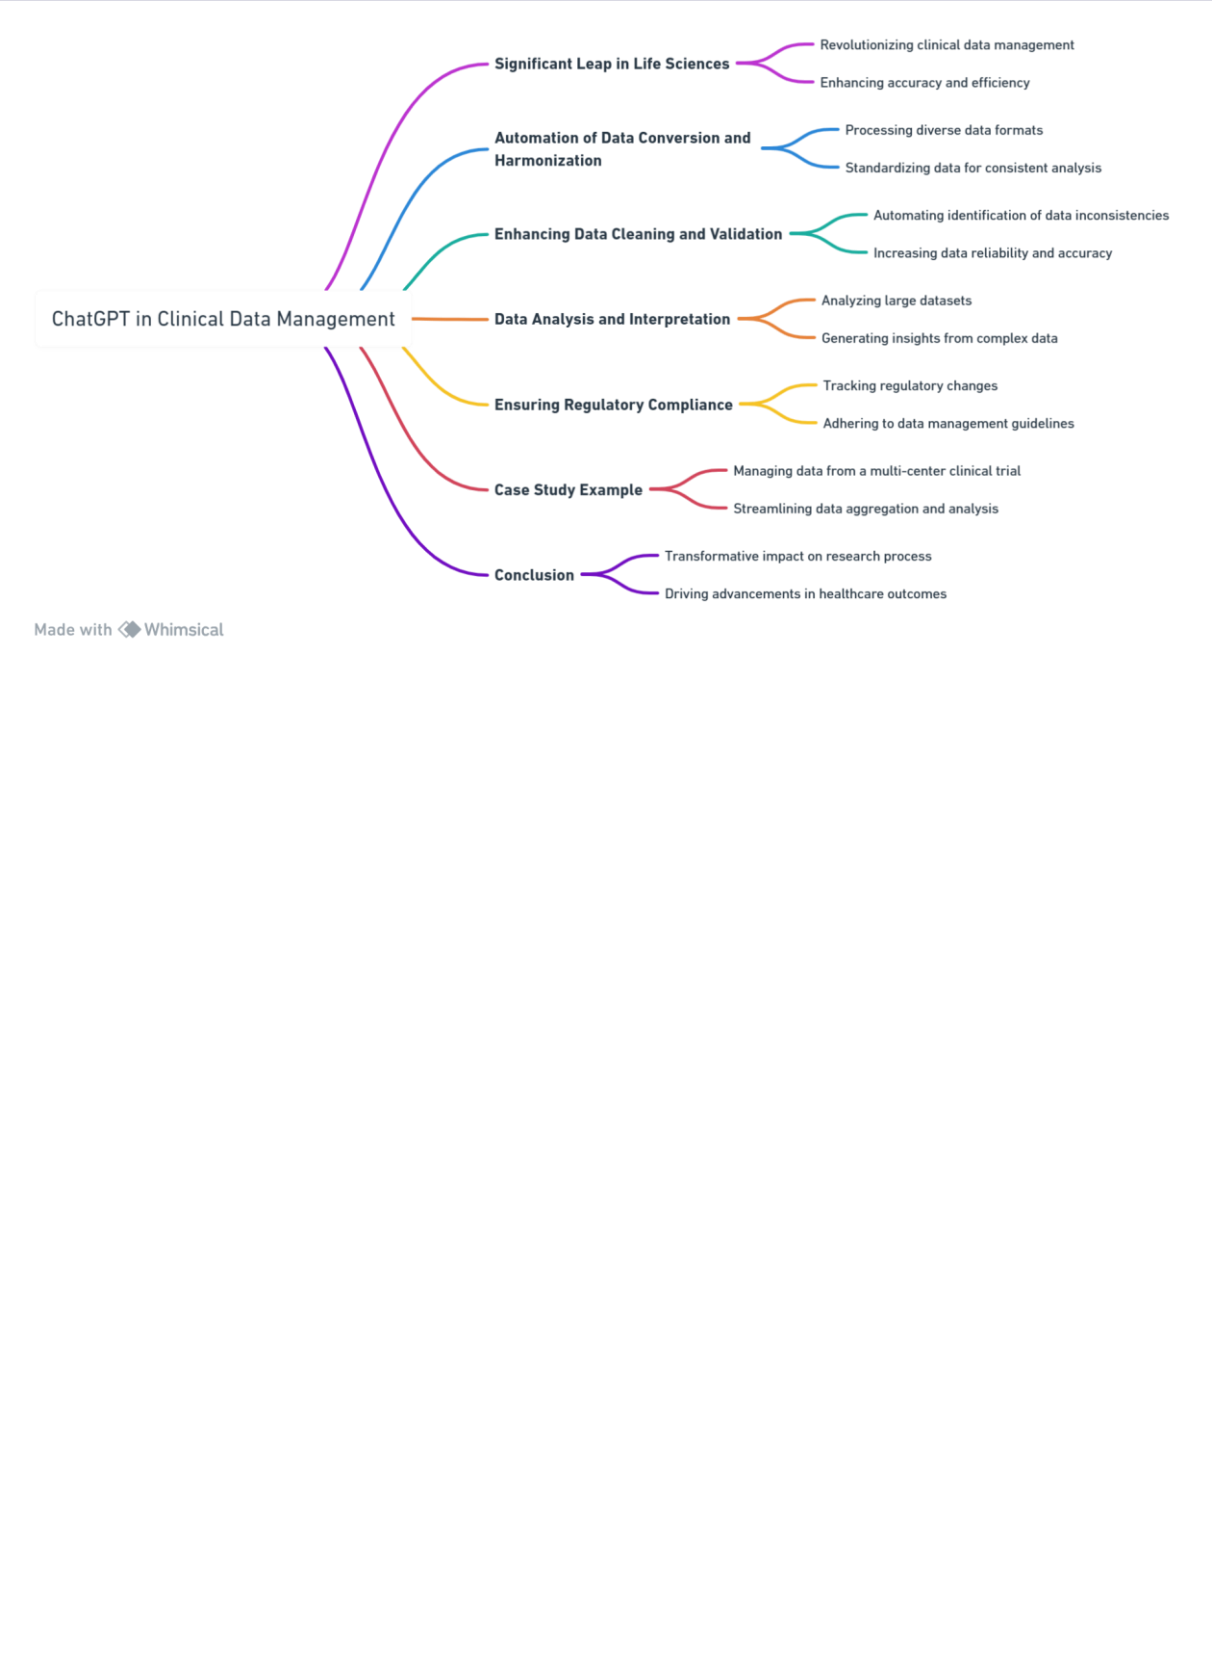 ChatGPT in Clinical Data Management
Significant Leap in Life Sciences
Revolutionizing clinical data management
Enhancing accuracy and efficiency
Automation of Data Conversion and
Harmonization
Processing diverse data formats
Standardizing data for consistent analysis
Enhancing Data Cleaning and Validation
Automating identification of data inconsistencies
Increasing data reliability and accuracy
Data Analysis and Interpretation
Analyzing large datasets
Generating insights from complex data
Ensuring Regulatory Compliance
Tracking regulatory changes
Adhering to data management guidelines
Case Study Example
Managing data from a multi-center clinical trial
Streamlining data aggregation and analysis
Conclusion
Transformative impact on research process
Driving advancements in healthcare outcomes
Made with Whimsical